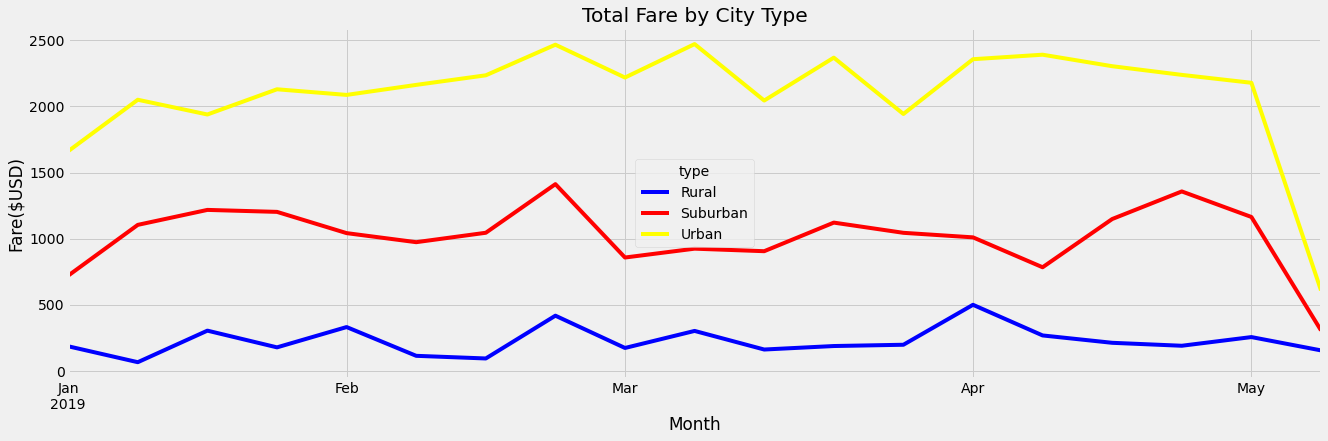 Total Fare by City Type
Fare($USD)
2500
2000
1500
1000
500
0
type
Rural
Suburban
Urban
Jan
2019
Feb
Mar
Apr
May
Month